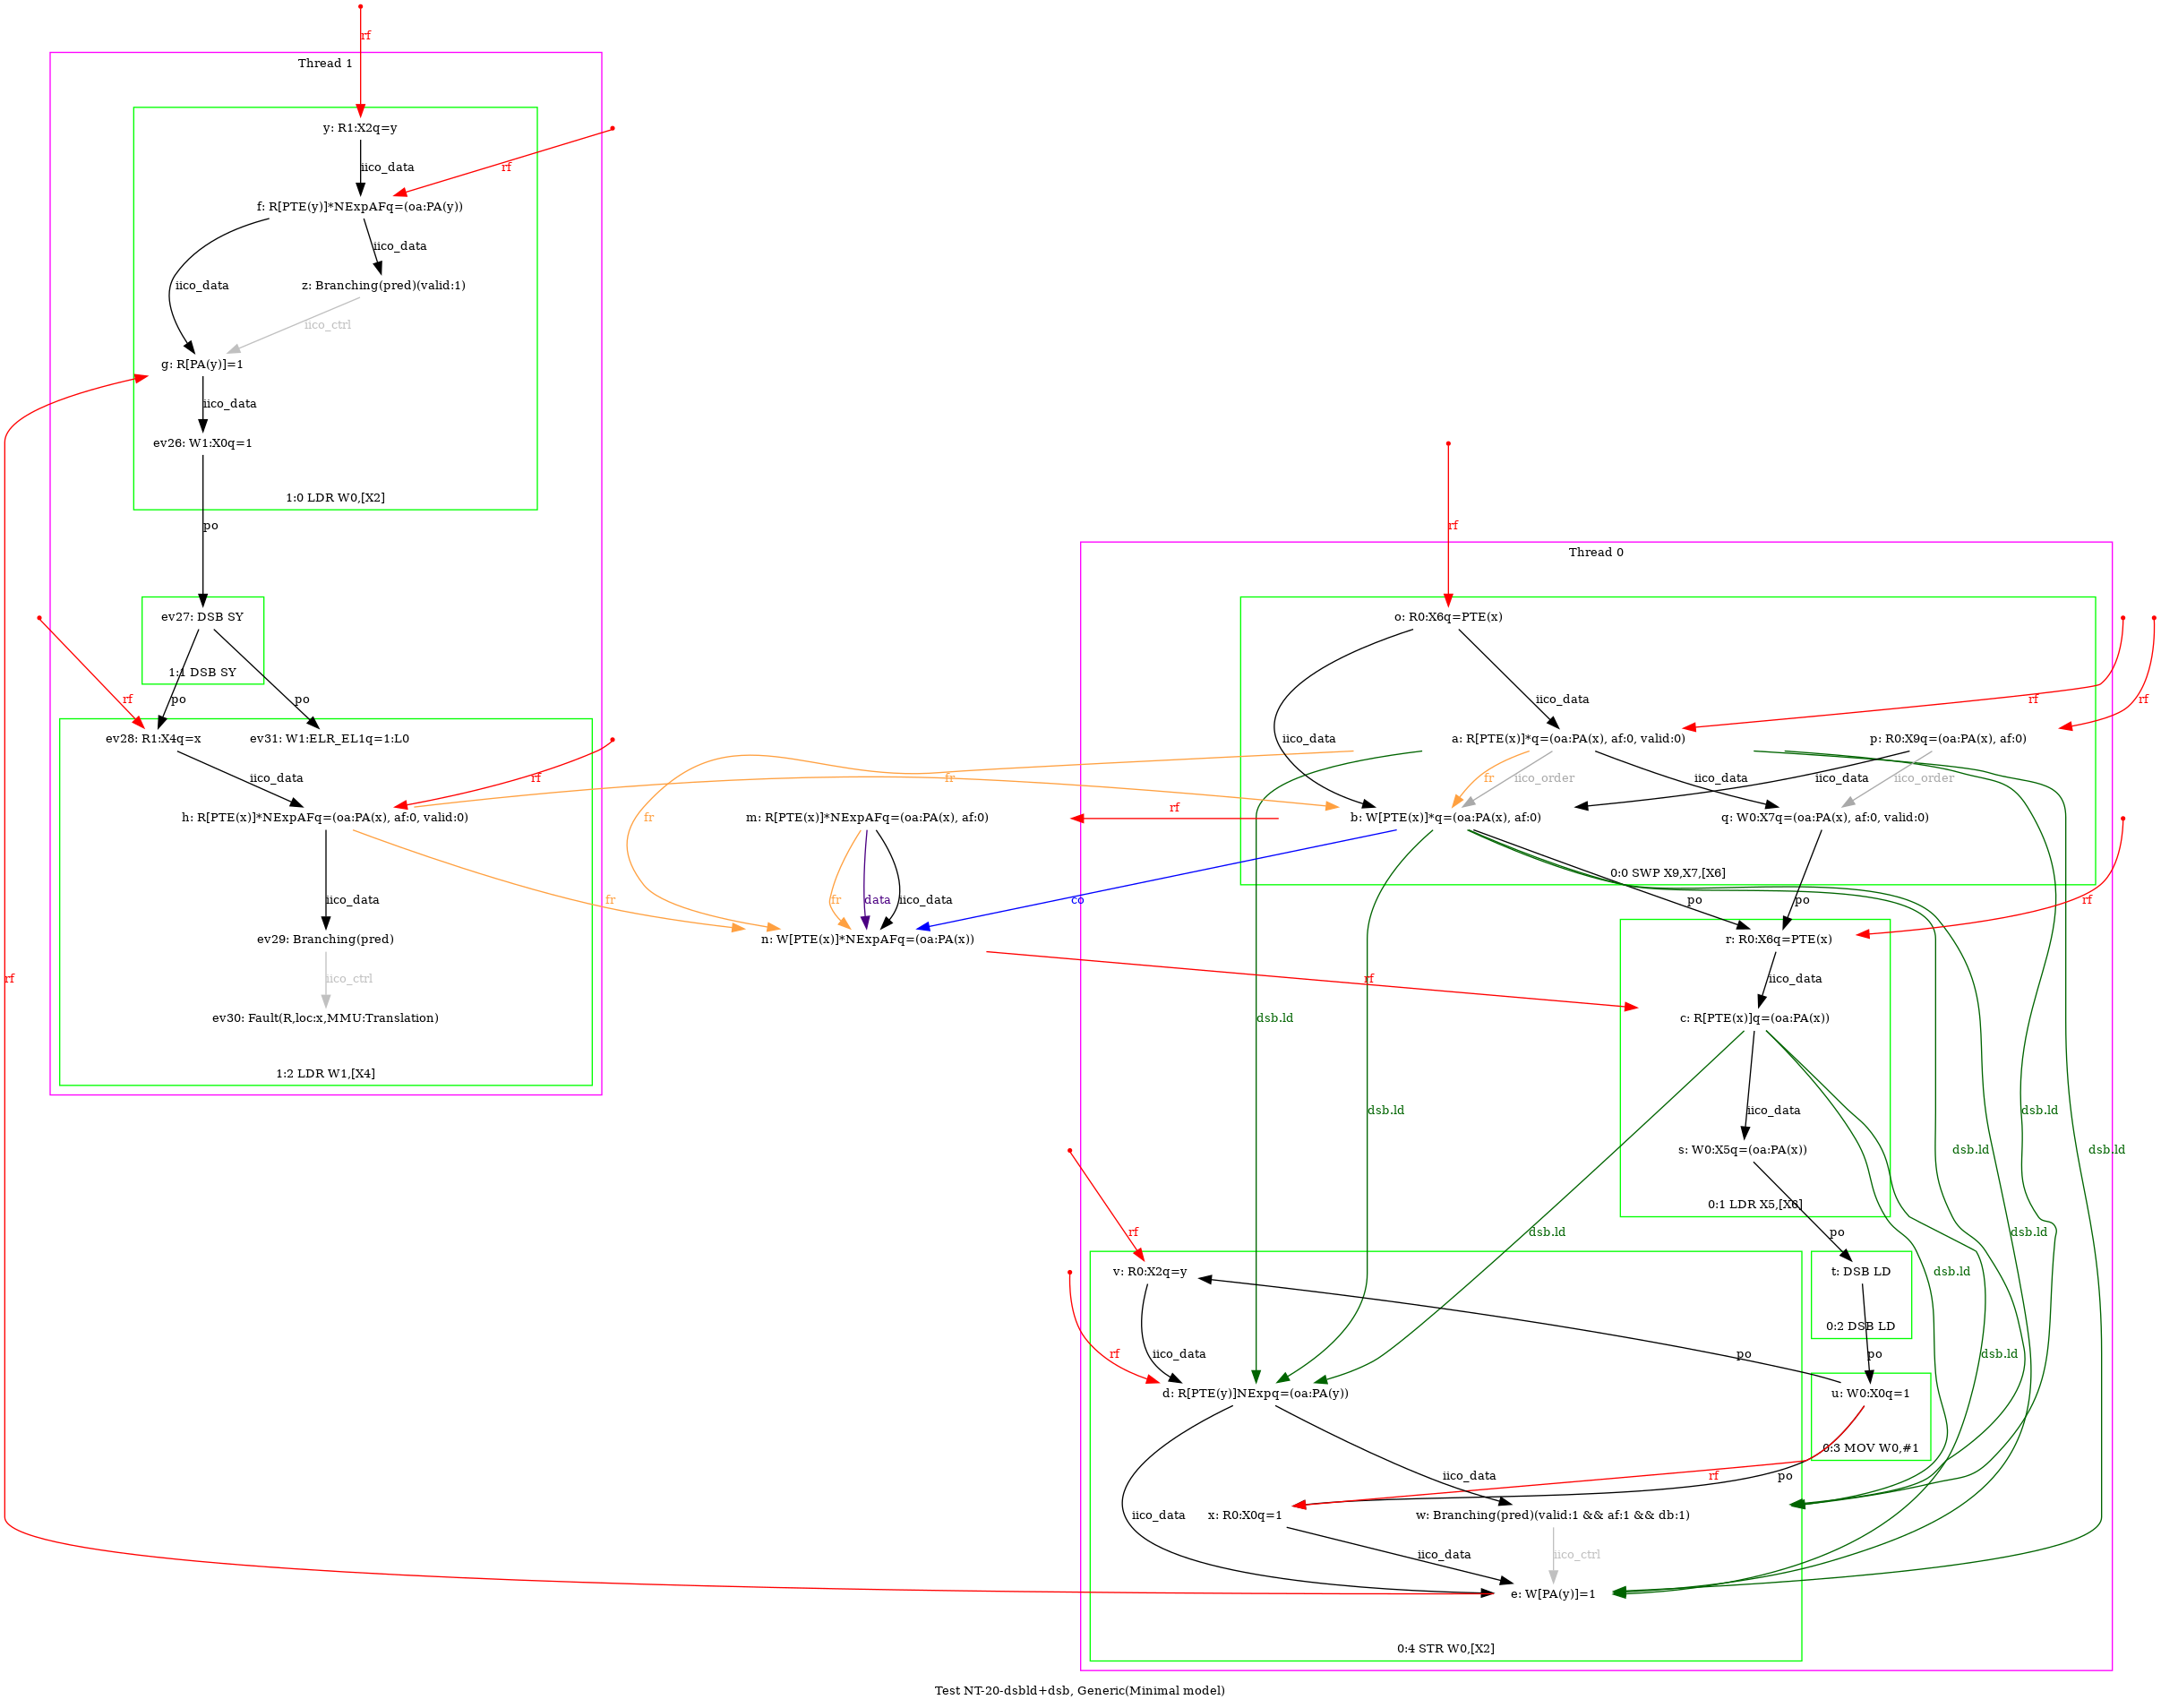 rf
Thread 1
y: R1:X2q=y
rf
iico_data
f: R[PTE(y)]*NExpAFq=(oa:PA(y))
iico_data
iico_data
z: Branching(pred)(valid:1)
iico_ctrl
g: R[PA(y)]=1
iico_data
ev26: W1:X0q=1
1:0 LDR W0,[X2]
po
rf
Thread 0
ev27: DSB SY
1:1 DSB SY
o: R0:X6q=PTE(x)
rf
po
po
iico_data
rf
rf
ev28: R1:X4q=x
ev31: W1:ELR_EL1q=1:L0
iico_data
a: R[PTE(x)]*q=(oa:PA(x), af:0, valid:0)
p: R0:X9q=(oa:PA(x), af:0)
iico_data
rf
fr
fr
iico_order
iico_data
iico_data
iico_order
h: R[PTE(x)]*NExpAFq=(oa:PA(x), af:0, valid:0)
fr
m: R[PTE(x)]*NExpAFq=(oa:PA(x), af:0)
rf
b: W[PTE(x)]*q=(oa:PA(x), af:0)
q: W0:X7q=(oa:PA(x), af:0, valid:0)
0:0 SWP X9,X7,[X6]
iico_data
fr
fr
data
iico_data
co
po
po
rf
ev29: Branching(pred)
n: W[PTE(x)]*NExpAFq=(oa:PA(x))
r: R0:X6q=PTE(x)
rf
iico_ctrl
rf
iico_data
ev30: Fault(R,loc:x,MMU:Translation)
dsb.ld
c: R[PTE(x)]q=(oa:PA(x))
1:2 LDR W1,[X4]
dsb.ld
iico_data
dsb.ld
dsb.ld
dsb.ld
s: W0:X5q=(oa:PA(x))
0:1 LDR X5,[X6]
rf
dsb.ld
po
dsb.ld
v: R0:X2q=y
t: DSB LD
dsb.ld
0:2 DSB LD
rf
iico_data
po
po
dsb.ld
d: R[PTE(y)]NExpq=(oa:PA(y))
u: W0:X0q=1
0:3 MOV W0,#1
iico_data
rf
po
iico_data
x: R0:X0q=1
w: Branching(pred)(valid:1 && af:1 && db:1)
iico_data
iico_ctrl
e: W[PA(y)]=1
0:4 STR W0,[X2]
Test NT-20-dsbld+dsb, Generic(Minimal model)